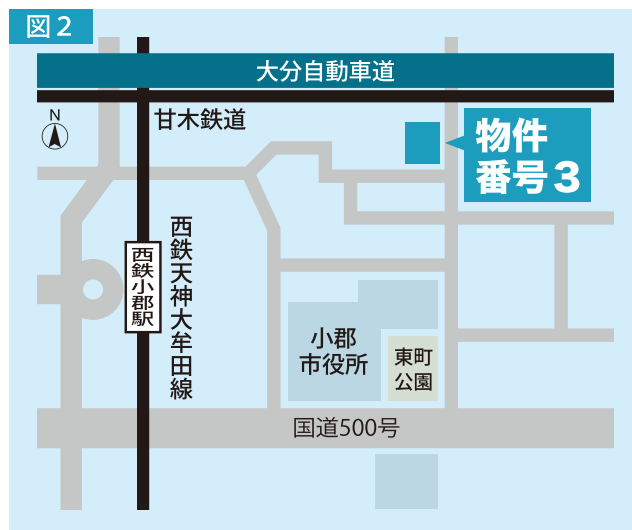 図2
大分自動車道
N
甘木鉄道
物件
番号3
西鉄天神大牟田線
西鉄小郡駅
小郡
市役所
東町
公園
国道500号